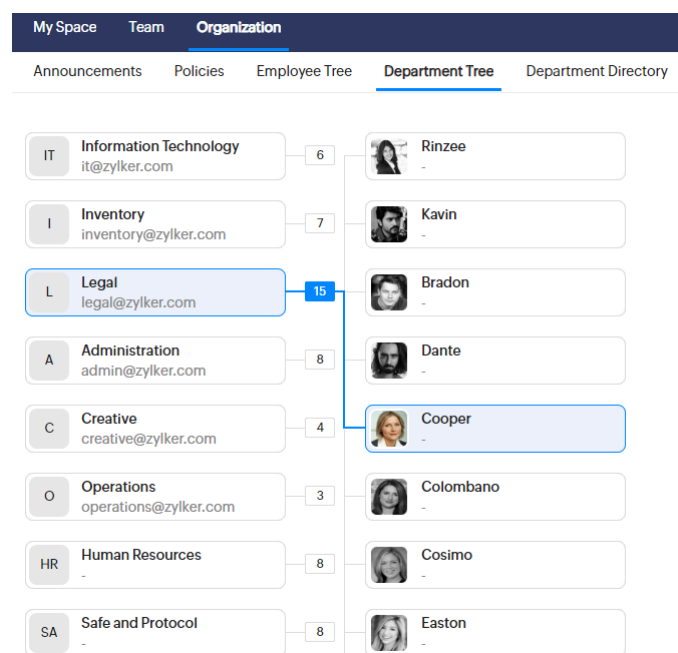 My Space Team Organization
Announcements Policies Employee Tree Department Tree Department Directory
IT Information Technology 6 Rinzee
it@zylker.com -
I Inventory 7 Kavin
inventory@zylker.com -
L Legal 15 Bradon
legal@zylker.com -
A Administration 8 Dante
admin@zylker.com -
C Creative 4 Cooper
creative@zylker.com -
O Operations 3 Colombano
operations@zylker.com -
HR Human Resources 8 Cosimo
- -
SA Safe and Protocol 8 Easton
- -